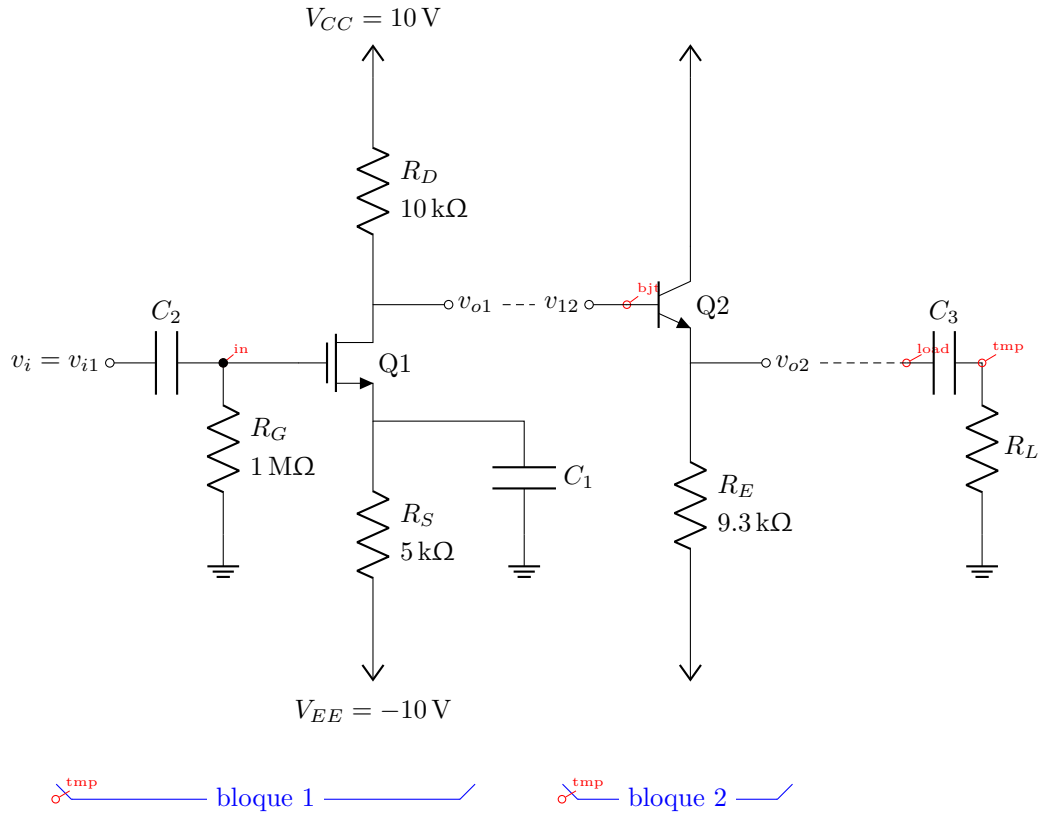 V_{CC} = 10 V
R_D
10 kΩ
C_2
v_i = v_{i1}
in
R_G
1 MΩ
Q1
v_{o1}
v_{12}
bjt
Q2
v_{o2}
load
C_3
tmp
R_L
R_S
5 kΩ
C_1
R_E
9.3 kΩ
V_{EE} = −10 V
tmp
bloque 1
tmp
bloque 2